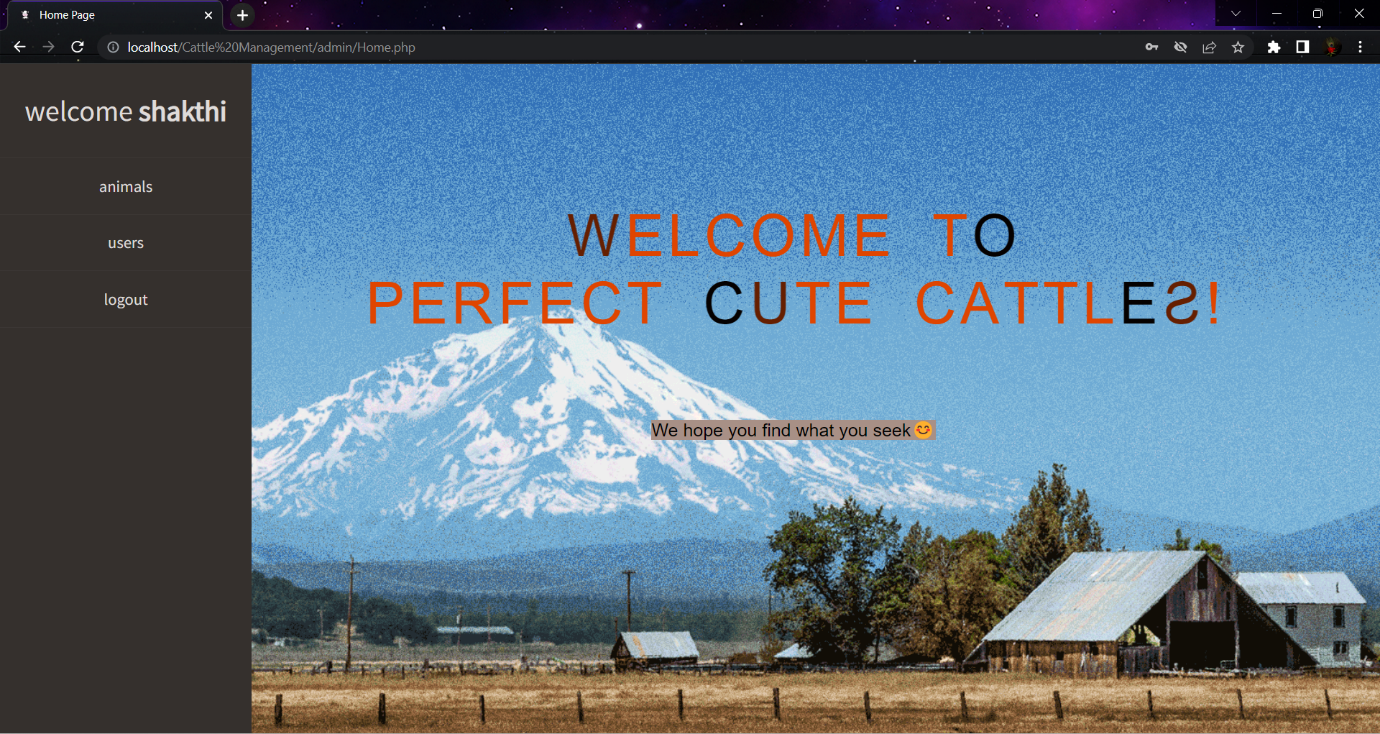 Home Page
localhost/Cattle%20Management/admin/Home.php
welcome shakthi
animals
users
logout
WELCOME TO
PERFECT CUTE CATTLES!
We hope you find what you seek😊